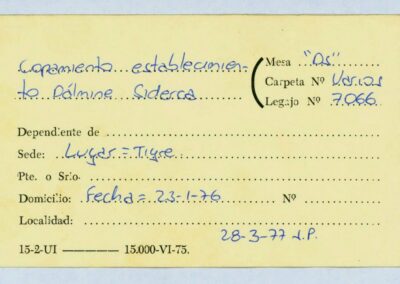 Copamiento establecimien-
to Dálmine Siderca
Mesa "Ds"
Carpeta Nº Varios
Legajo Nº 7.066.
Dependiente de
Sede: Lugar = Tigre
Pte. o Srio.
Domicilio: Fecha = 23-1-76 Nº
Localidad:
28-3-77 J.P.
15-2-UI ———— 15.000-VI-75.